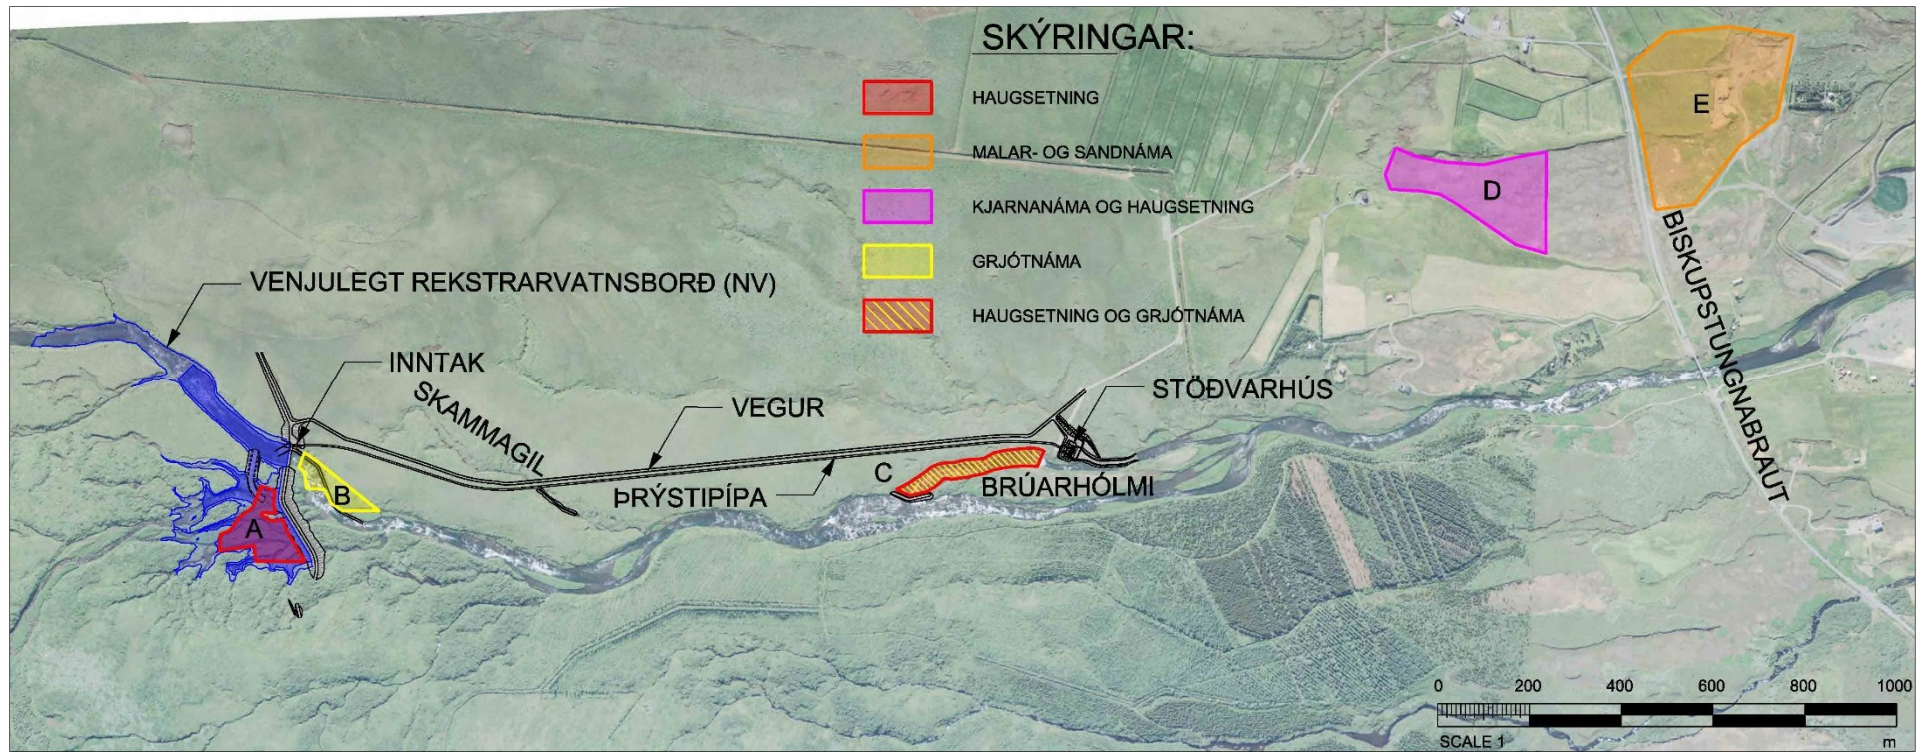 SKÝRINGAR:
HAUGSETNING
MALAR- OG SANDNÁMA
KJARNANÁMA OG HAUGSETNING
GRJÓTNÁMA
HAUGSETNING OG GRJÓTNÁMA
E
D
BISKUPSTUNGNABRAUT
VENJULEGT REKSTRARVATNSBORÐ (NV)
INNTAK
SKAMMAGIL
VEGUR
STÖÐVARHÚS
C
ÞRÝSTIPÍPA
BRÚARHÓLMI
B
A
0 200 400 600 800 1000
SCALE 1
m